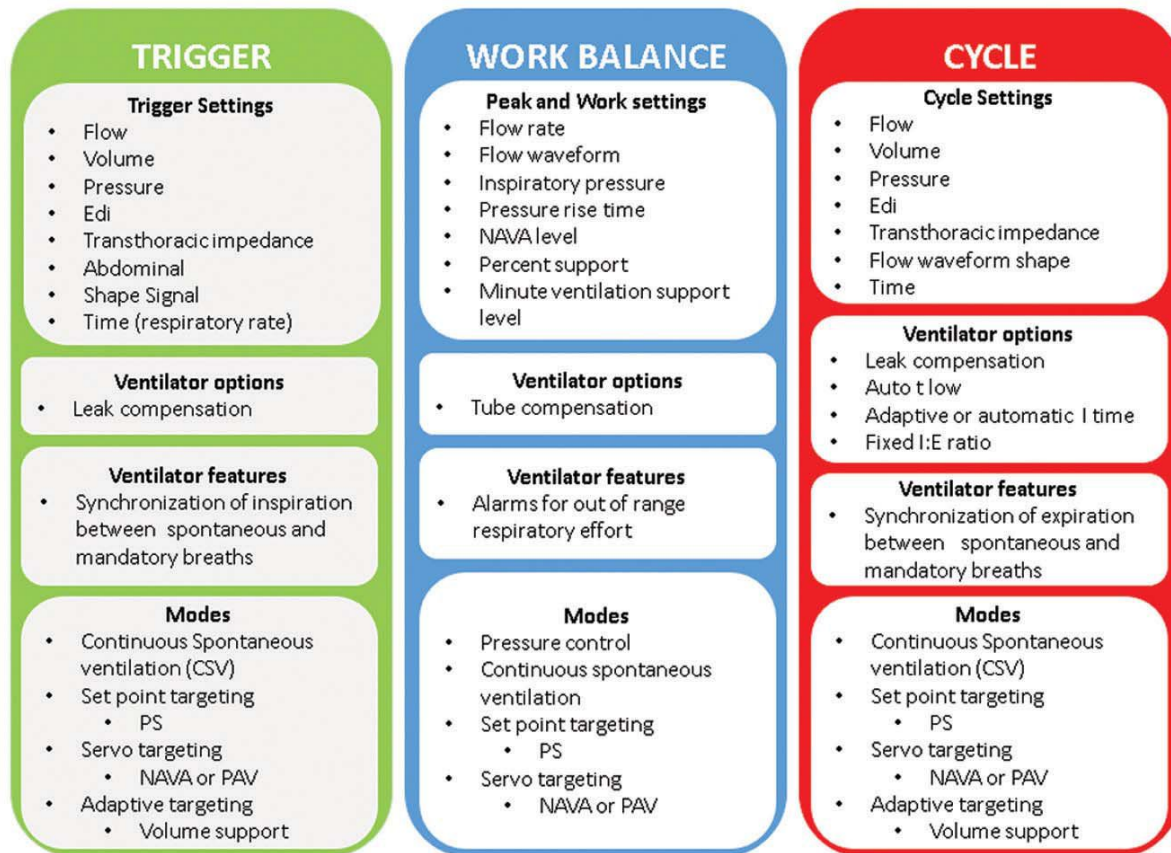 TRIGGER
Trigger Settings
• Flow
• Volume
• Pressure
• Edi
• Transthoracic impedance
• Abdominal
• Shape Signal
• Time (respiratory rate)
Ventilator options
• Leak compensation
Ventilator features
• Synchronization of inspiration
between spontaneous and
mandatory breaths
Modes
• Continuous Spontaneous
ventilation (CSV)
• Set point targeting
• PS
• Servo targeting
• NAVA or PAV
• Adaptive targeting
• Volume support
WORK BALANCE
Peak and Work settings
• Flow rate
• Flow waveform
• Inspiratory pressure
• Pressure rise time
• NAVA level
• Percent support
• Minute ventilation support
level
Ventilator options
• Tube compensation
Ventilator features
• Alarms for out of range
respiratory effort
Modes
• Pressure control
• Continuous spontaneous
ventilation
• Set point targeting
• PS
• Servo targeting
• NAVA or PAV
CYCLE
Cycle Settings
• Flow
• Volume
• Pressure
• Edi
• Transthoracic impedance
• Flow waveform shape
• Time
Ventilator options
• Leak compensation
• Auto t low
• Adaptive or automatic I time
• Fixed I:E ratio
Ventilator features
• Synchronization of expiration
between spontaneous and
mandatory breaths
Modes
• Continuous Spontaneous
ventilation (CSV)
• Set point targeting
• PS
• Servo targeting
• NAVA or PAV
• Adaptive targeting
• Volume support